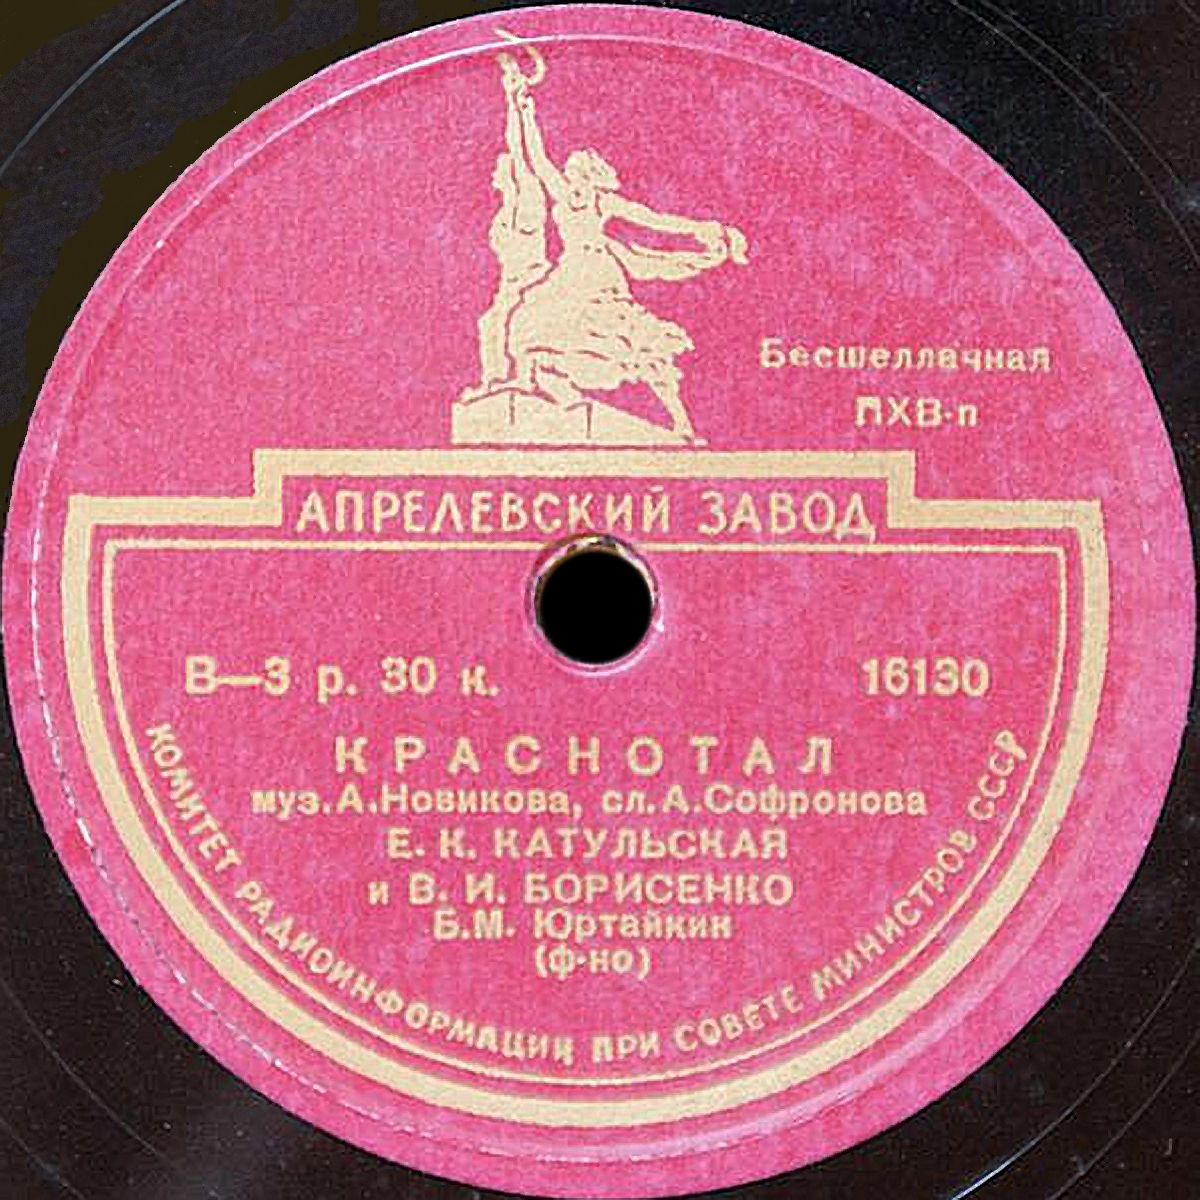 Бесшеллачная
ПХВ-п
АПРЕЛЕВСКИЙ ЗАВОД
В—3 р. 30 к.
16130
КРАСНОТАЛ
муз.А.Новикова, сл.А.Софронова
Е. К. КАТУЛЬСКАЯ
и В. И. БОРИСЕНКО
Б.М. Юртайкин
(ф-но)
КОМИТЕТ РАДИОИНФОРМАЦИИ ПРИ СОВЕТЕ МИНИСТРОВ СССР